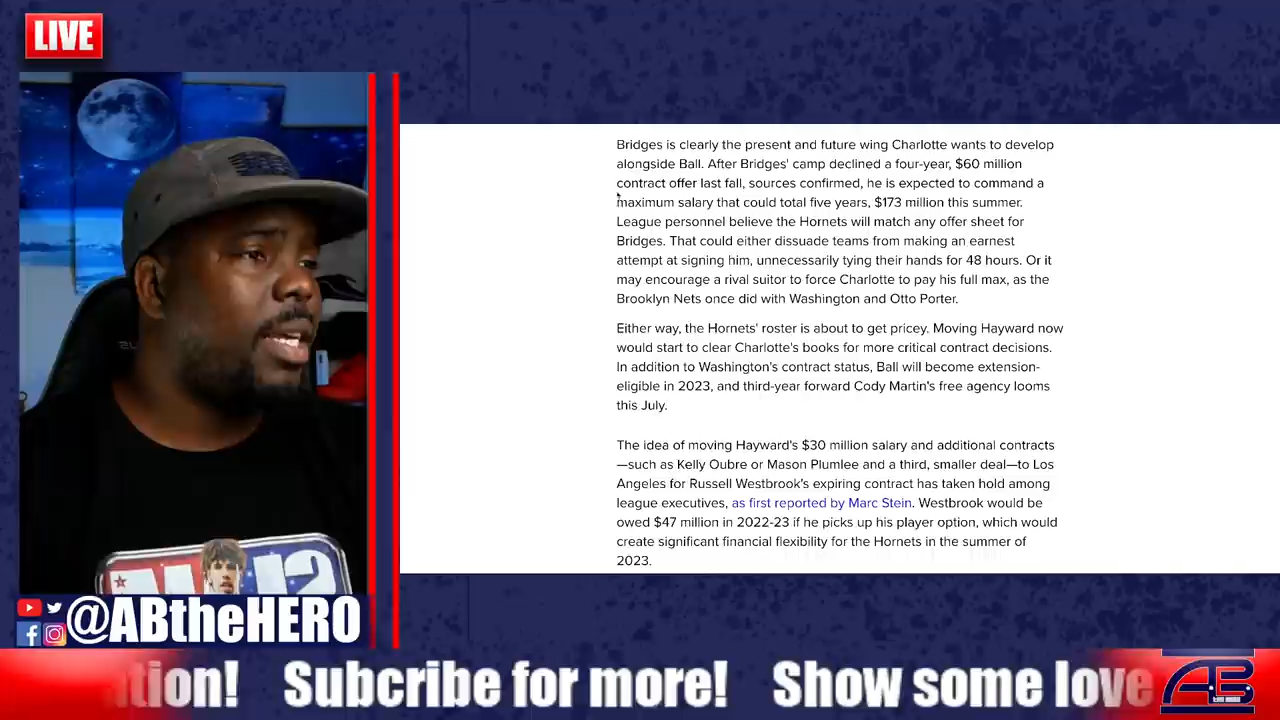 LIVE
Bridges is clearly the present and future wing Charlotte wants to develop
alongside Ball. After Bridges' camp declined a four-year, $60 million
contract offer last fall, sources confirmed, he is expected to command a
maximum salary that could total five years, $173 million this summer.
League personnel believe the Hornets will match any offer sheet for
Bridges. That could either dissuade teams from making an earnest
attempt at signing him, unnecessarily tying their hands for 48 hours. Or it
may encourage a rival suitor to force Charlotte to pay his full max, as the
Brooklyn Nets once did with Washington and Otto Porter.
Either way, the Hornets' roster is about to get pricey. Moving Hayward now
would start to clear Charlotte's books for more critical contract decisions.
In addition to Washington's contract status, Ball will become extension-
eligible in 2023, and third-year forward Cody Martin's free agency looms
this July.
The idea of moving Hayward's $30 million salary and additional contracts
—such as Kelly Oubre or Mason Plumlee and a third, smaller deal—to Los
Angeles for Russell Westbrook's expiring contract has taken hold among
league executives, as first reported by Marc Stein. Westbrook would be
owed $47 million in 2022-23 if he picks up his player option, which would
create significant financial flexibility for the Hornets in the summer of
2023.
@ABtheHERO
tion! Subcribe for more! Show some love
AB